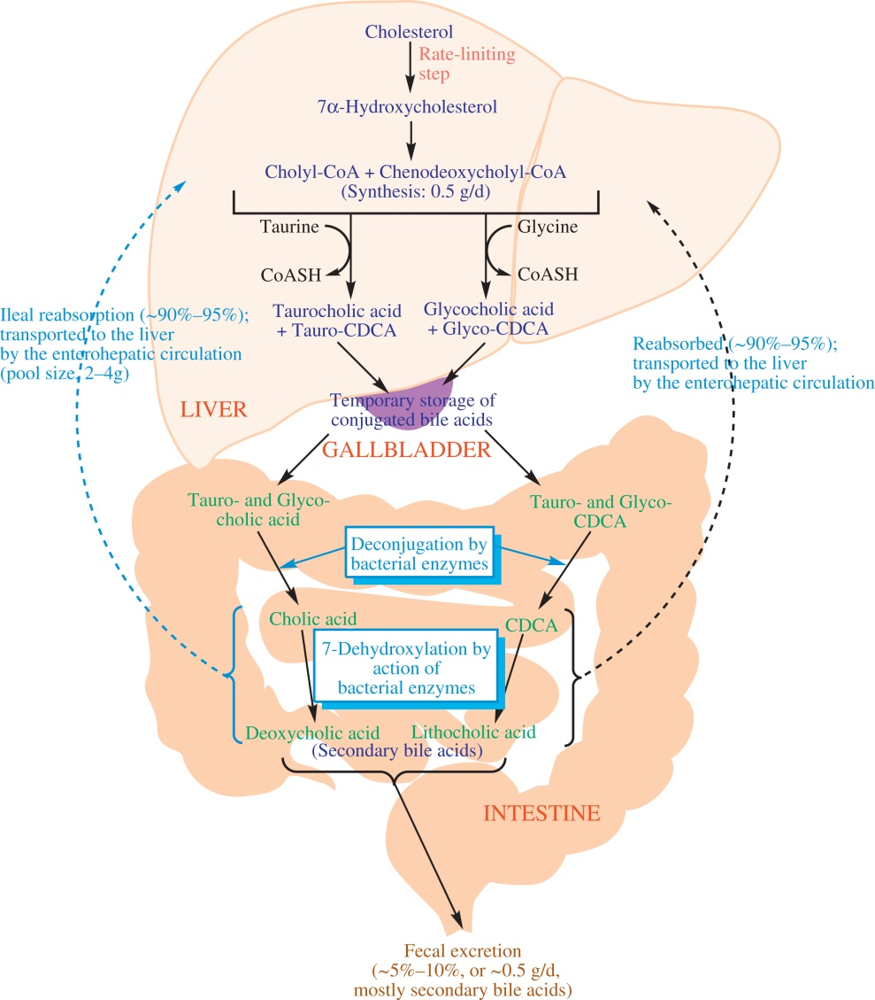 Cholesterol
Rate-liniting
step
7α-Hydroxycholesterol
Cholyl-CoA + Chenodeoxycholyl-CoA
(Synthesis: 0.5 g/d)
Taurine
Glycine
CoASH
CoASH
Taurocholic acid
+ Tauro-CDCA
Glycocholic acid
+ Glyco-CDCA
Ileal reabsorption (~90%–95%);
transported to the liver
by the enterohepatic circulation
(pool size, 2–4g)
Reabsorbed (~90%–95%);
transported to the liver
by the enterohepatic circulation
LIVER
Temporary storage of
conjugated bile acids
GALLBLADDER
Tauro- and Glyco-
cholic acid
Tauro- and Glyco-
CDCA
Deconjugation by
bacterial enzymes
Cholic acid
CDCA
7-Dehydroxylation by
action of
bacterial enzymes
Deoxycholic acid
Lithocholic acid
(Secondary bile acids)
INTESTINE
Fecal excretion
(~5%–10%, or ~0.5 g/d,
mostly secondary bile acids)